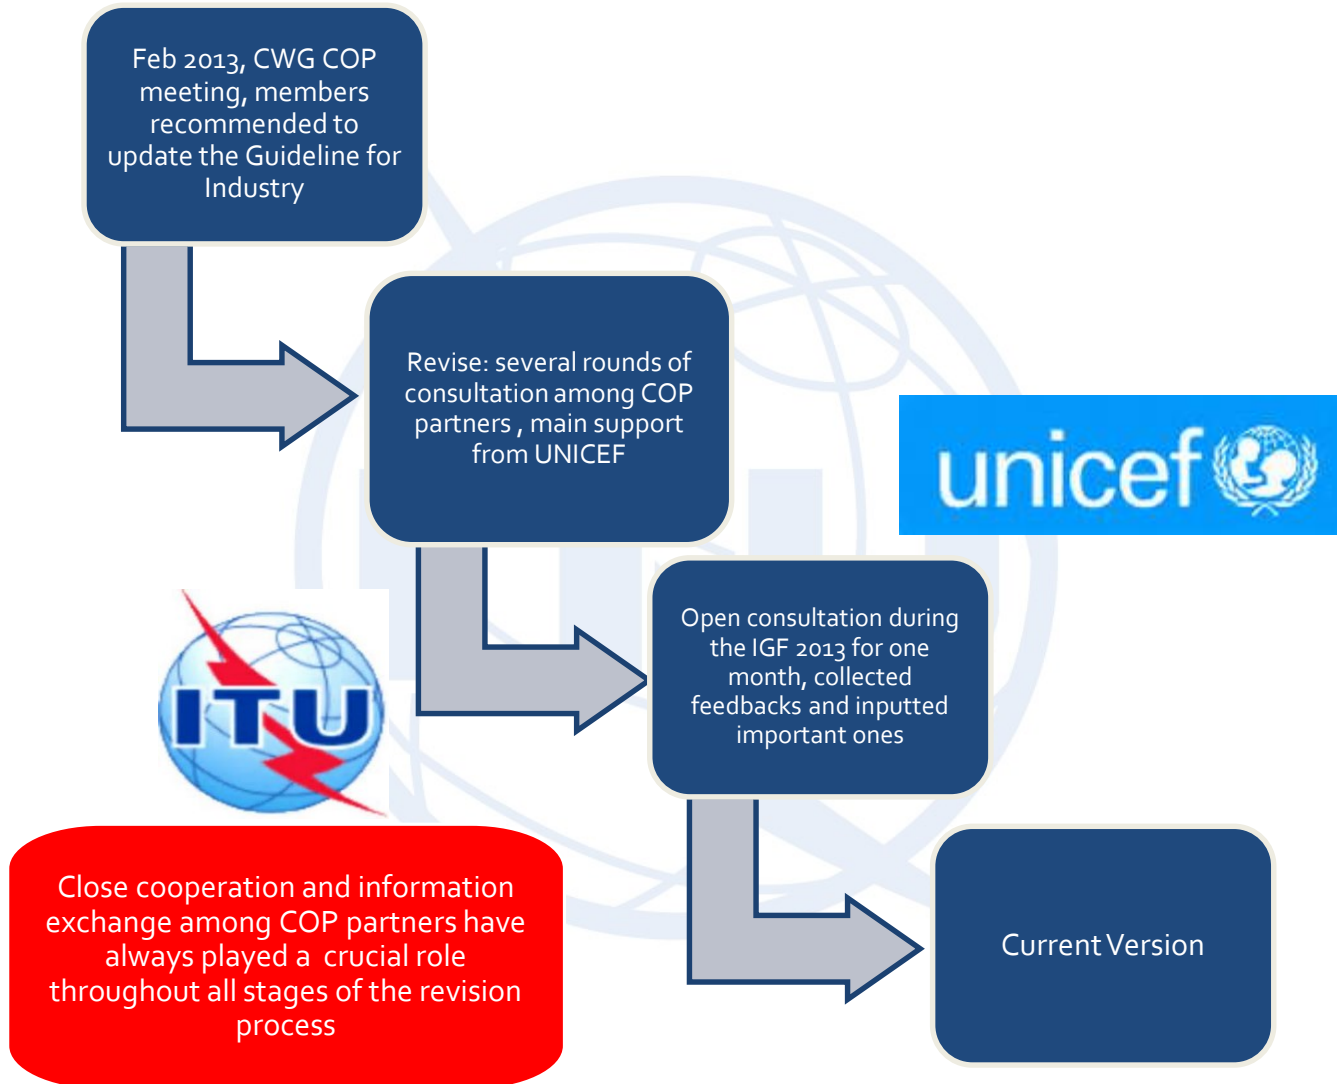 Feb 2013, CWG COP
meeting, members
recommended to
update the Guideline for
Industry
Revise: several rounds of
consultation among COP
partners , main support
from UNICEF
unicef
Open consultation during
the IGF 2013 for one
month, collected
feedbacks and inputted
important ones
ITU
Close cooperation and information
exchange among COP partners have
always played a crucial role
throughout all stages of the revision
process
Current Version